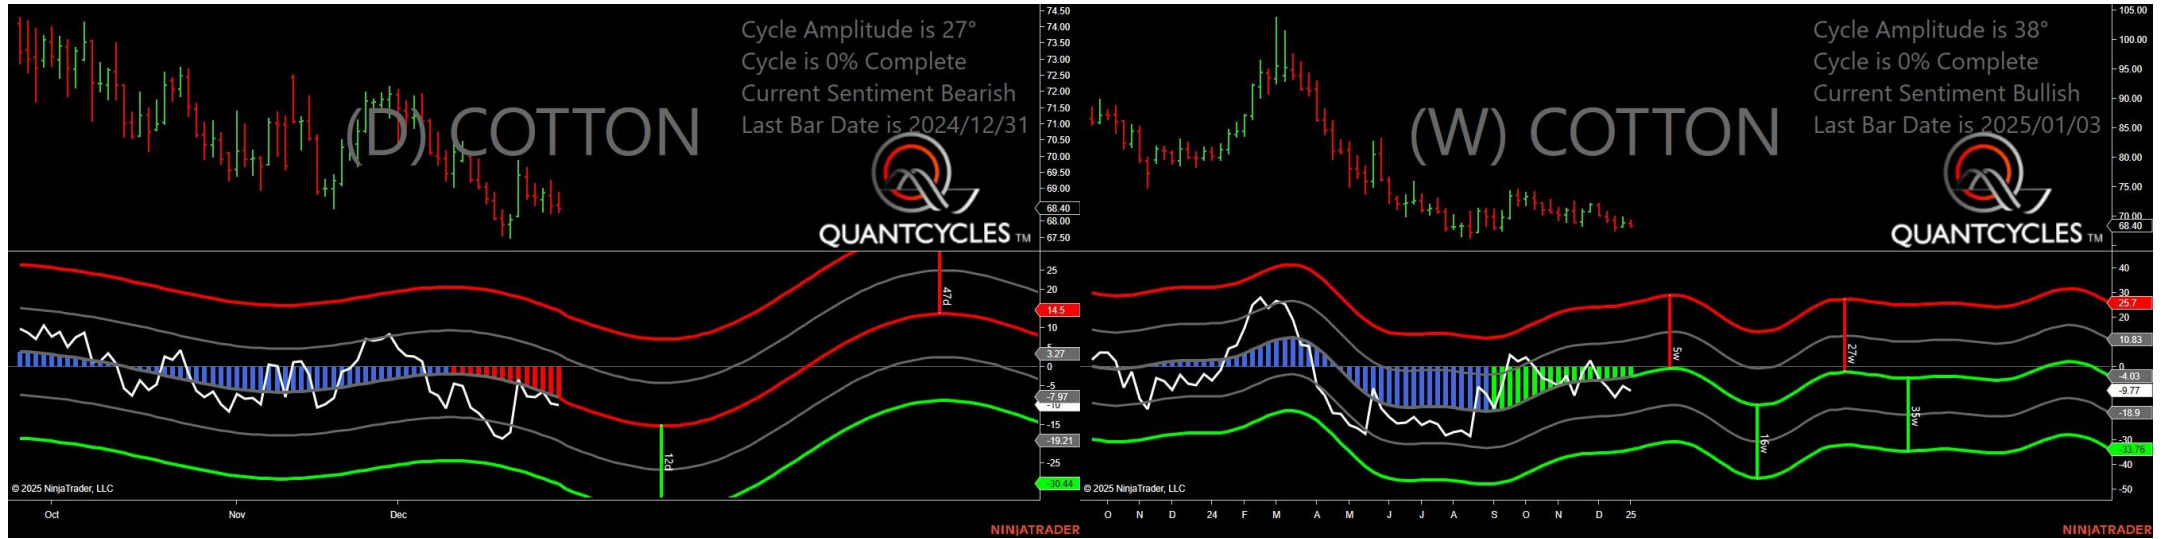 Cycle Amplitude is 27°
Cycle is 0% Complete
Current Sentiment Bearish
Last Bar Date is 2024/12/31
(D) COTTON
QUANTCYCLES TM
74.50
74.00
73.50
73.00
72.50
72.00
71.50
71.00
70.50
70.00
69.50
69.00
68.40
68.00
67.50
25
20
14.5
10
5
3.27
0
-5
-7.97
-10
-15
-19.21
-25
-30.44
47d
12d
© 2025 NinjaTrader, LLC
Oct Nov Dec
NINJATRADER
Cycle Amplitude is 38°
Cycle is 0% Complete
Current Sentiment Bullish
Last Bar Date is 2025/01/03
(W) COTTON
QUANTCYCLES TM
105.00
100.00
95.00
90.00
85.00
80.00
75.00
70.00
68.40
40
30
25.7
20
10.83
0
-4.03
-9.77
-18.9
-30
-33.76
-40
-50
5w
27w
16w
35w
© 2025 NinjaTrader, LLC
O N D 24 F M A M J J A S O N D 25
NINJATRADER